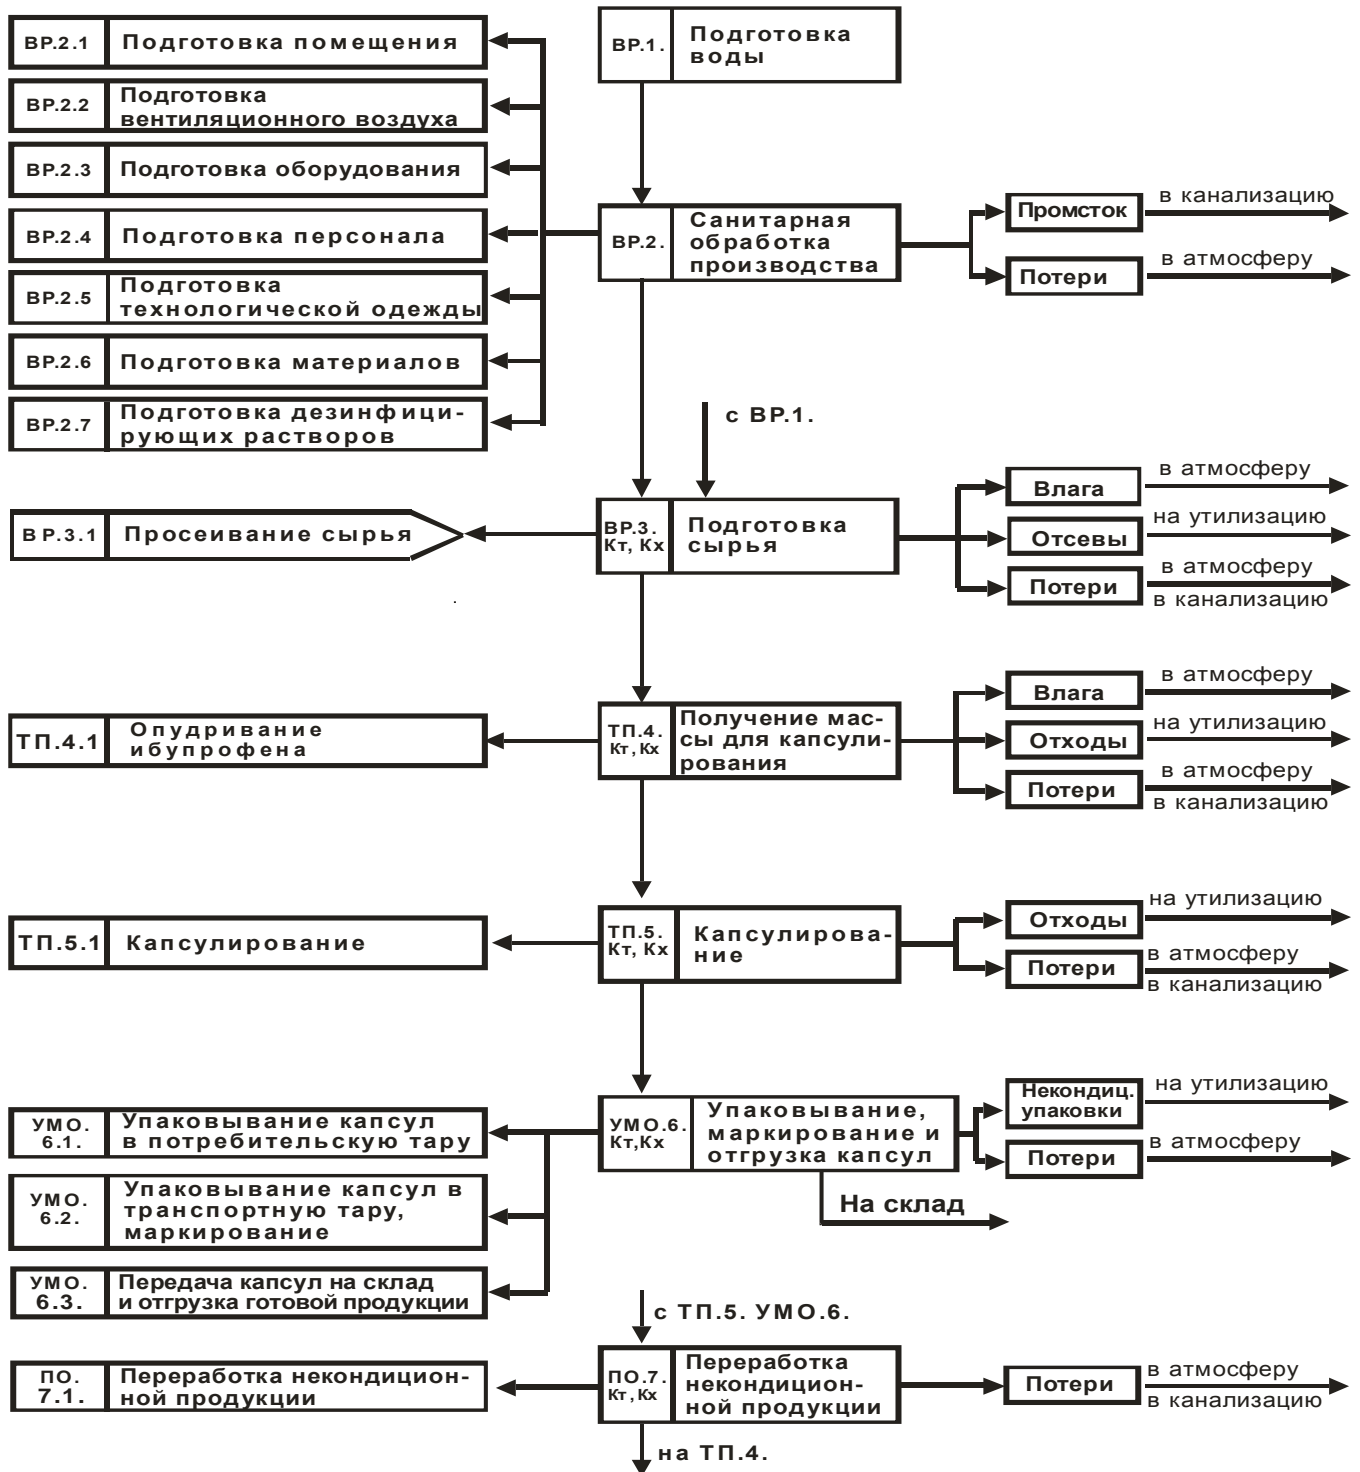 ВР.2.1 Подготовка помещения
ВР.1. Подготовка
воды
ВР.2.2 Подготовка
вентиляционного воздуха
ВР.2.3 Подготовка оборудования
ВР.2.4 Подготовка персонала
ВР.2. Санитарная
обработка
производства
Промсток в канализацию
Потери в атмосферу
ВР.2.5 Подготовка
технологической одежды
ВР.2.6 Подготовка материалов
ВР.2.7 Подготовка дезинфици-
рующих растворов
с ВР.1.
ВР.3.1 Просеивание сырья
ВР.3.
Кт, Кх
Подготовка
сырья
Влага в атмосферу
Отсевы на утилизацию
Потери в атмосферу
в канализацию
ТП.4.1 Опудривание
ибупрофена
ТП.4.
Кт, Кх
Получение мас-
сы для капсули-
рования
Влага в атмосферу
Отходы на утилизацию
Потери в атмосферу
в канализацию
ТП.5.1 Капсулирование
ТП.5.
Кт, Кх
Капсулирова-
ние
Отходы на утилизацию
Потери в атмосферу
в канализацию
УМО.
6.1.
Упаковывание капсул
в потребительскую тару
УМО.6.
Кт,Кх
Упаковывание,
маркирование и
отгрузка капсул
Некондиц.
упаковки
на утилизацию
Потери в атмосферу
УМО.
6.2.
Упаковывание капсул в
транспортную тару,
маркирование
На склад
УМО.
6.3.
Передача капсул на склад
и отгрузка готовой продукции
с ТП.5. УМО.6.
ПО.
7.1.
Переработка некондицион-
ной продукции
ПО.7.
Кт,Кх
Переработка
некондицион-
ной продукции
Потери в атмосферу
в канализацию
на ТП.4.